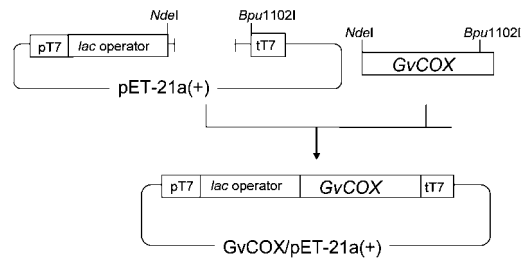 NdeI
Bpu1102I
NdeI
Bpu1102I
pT7 lac operator
tT7
GvCOX
pET-21a(+)
pT7 lac operator GvCOX tT7
GvCOX/pET-21a(+)